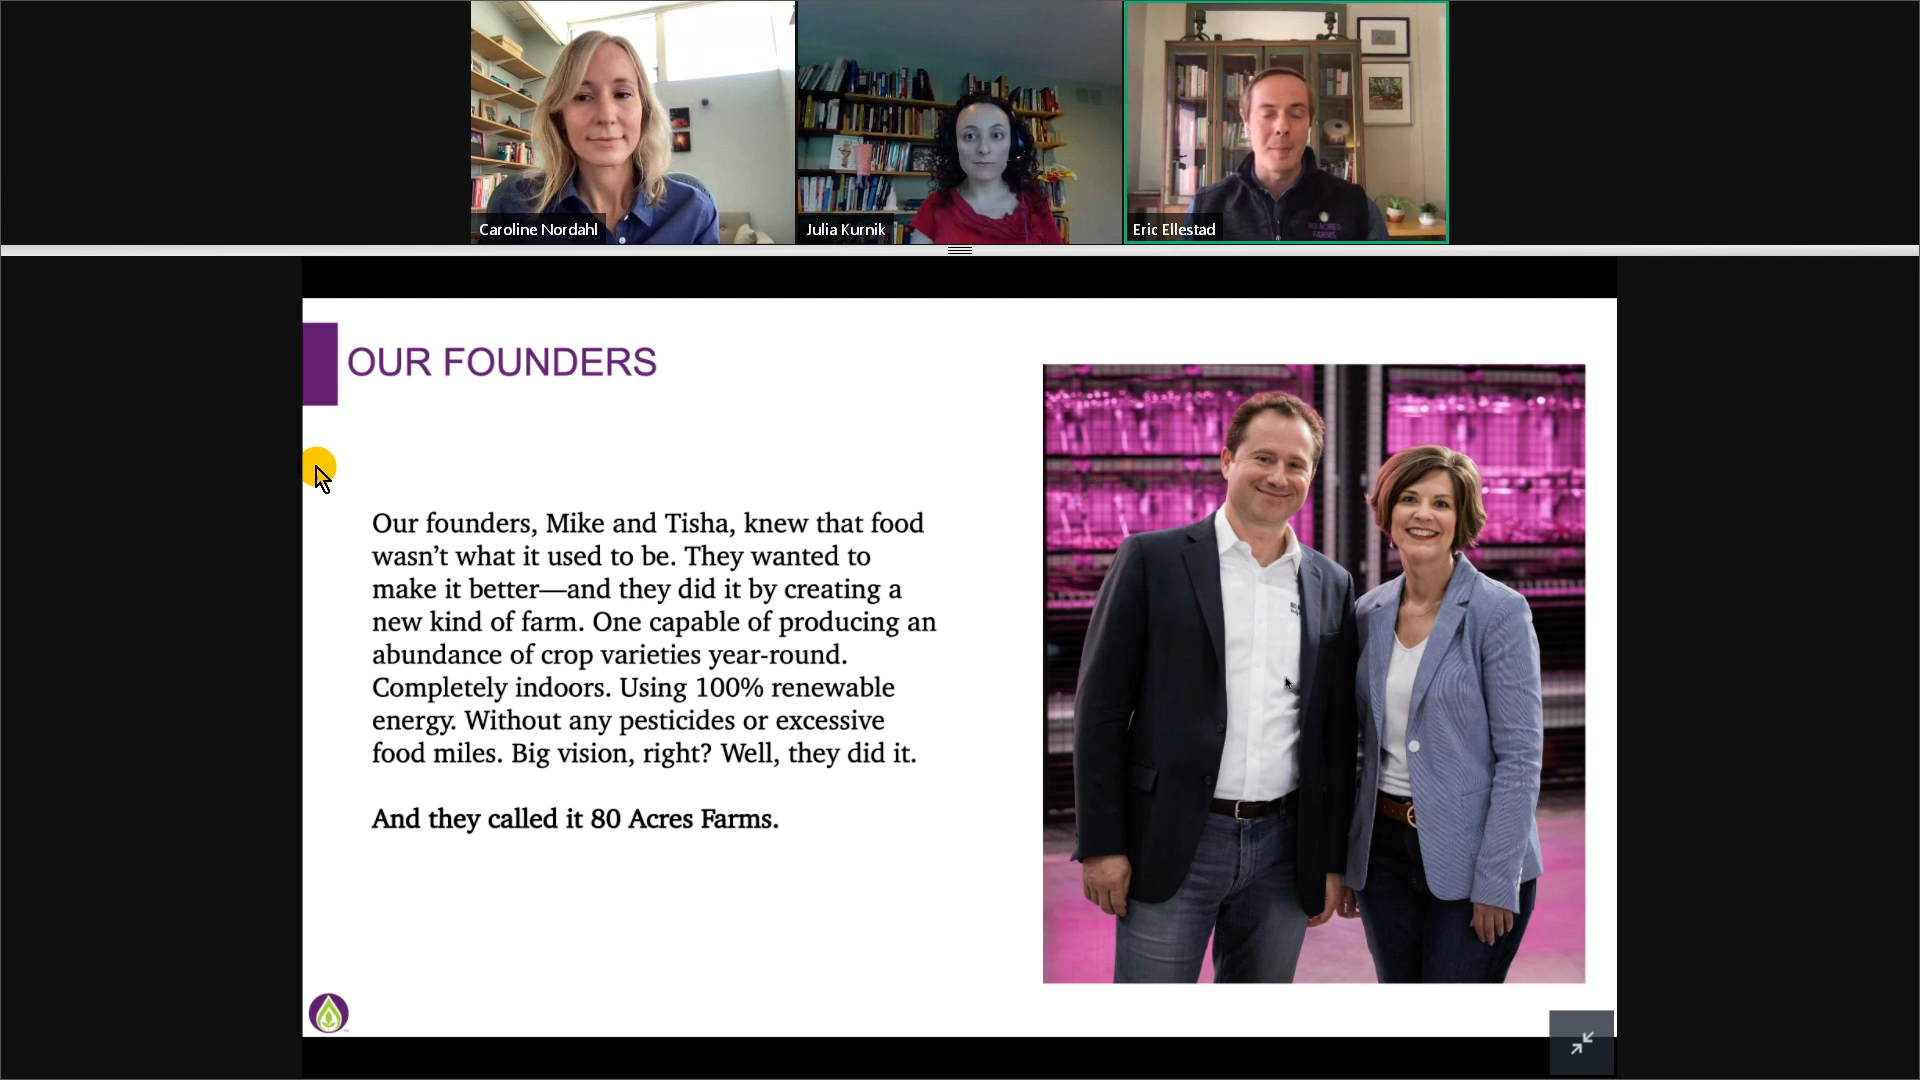 Caroline Nordahl
Julia Kurnik
Eric Ellestad
80 ACRES
FARMS
OUR FOUNDERS
Our founders, Mike and Tisha, knew that food
wasn’t what it used to be. They wanted to
make it better—and they did it by creating a
new kind of farm. One capable of producing an
abundance of crop varieties year-round.
Completely indoors. Using 100% renewable
energy. Without any pesticides or excessive
food miles. Big vision, right? Well, they did it.
And they called it 80 Acres Farms.